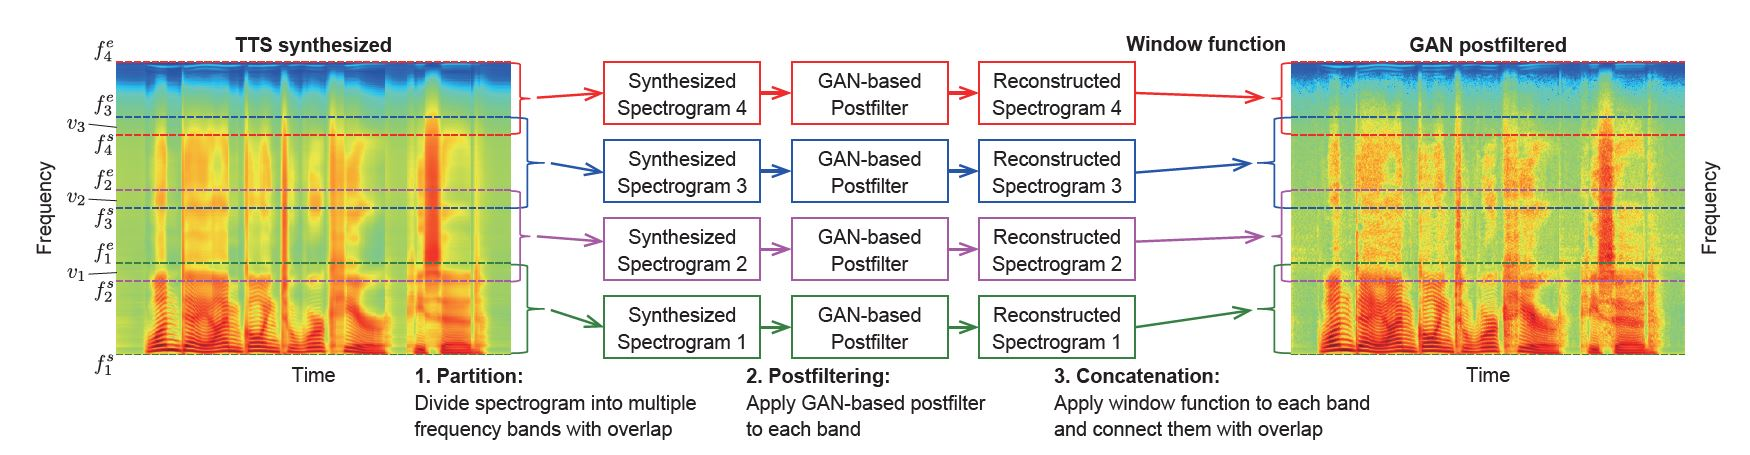 TTS synthesized
Window function
GAN postfiltered
f₄ᵉ
f₃ᵉ
v₃
f₄ˢ
f₂ᵉ
v₂
f₃ˢ
f₁ᵉ
v₁
f₂ˢ
f₁ˢ
Frequency
Time
Synthesized
Spectrogram 4
GAN-based
Postfilter
Reconstructed
Spectrogram 4
Synthesized
Spectrogram 3
GAN-based
Postfilter
Reconstructed
Spectrogram 3
Synthesized
Spectrogram 2
GAN-based
Postfilter
Reconstructed
Spectrogram 2
Synthesized
Spectrogram 1
GAN-based
Postfilter
Reconstructed
Spectrogram 1
Frequency
Time
1. Partition:
Divide spectrogram into multiple
frequency bands with overlap
2. Postfiltering:
Apply GAN-based postfilter
to each band
3. Concatenation:
Apply window function to each band
and connect them with overlap